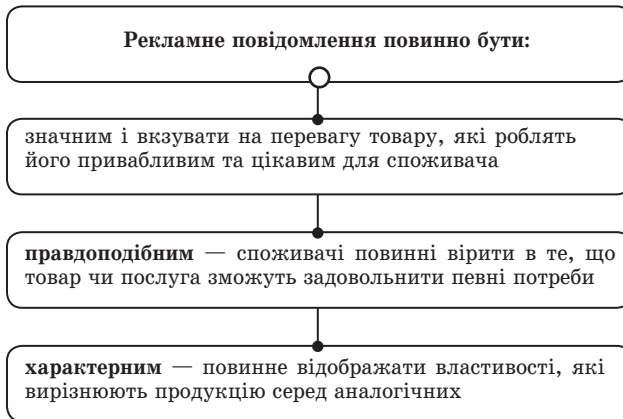 Рекламне повідомлення повинно бути:
значним і вкзувати на перевагу товару, які роблять
його привабливим та цікавим для споживача
правдоподібним — споживачі повинні вірити в те, що
товар чи послуга зможуть задовольнити певні потреби
характерним — повинне відображати властивості, які
вирізнюють продукцію серед аналогічних